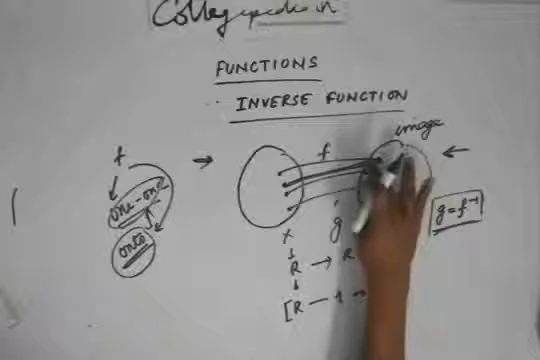 FUNCTIONS
INVERSE FUNCTION
image
f
f
one-one
g = f⁻¹
onto
g
x
R → R
[R —